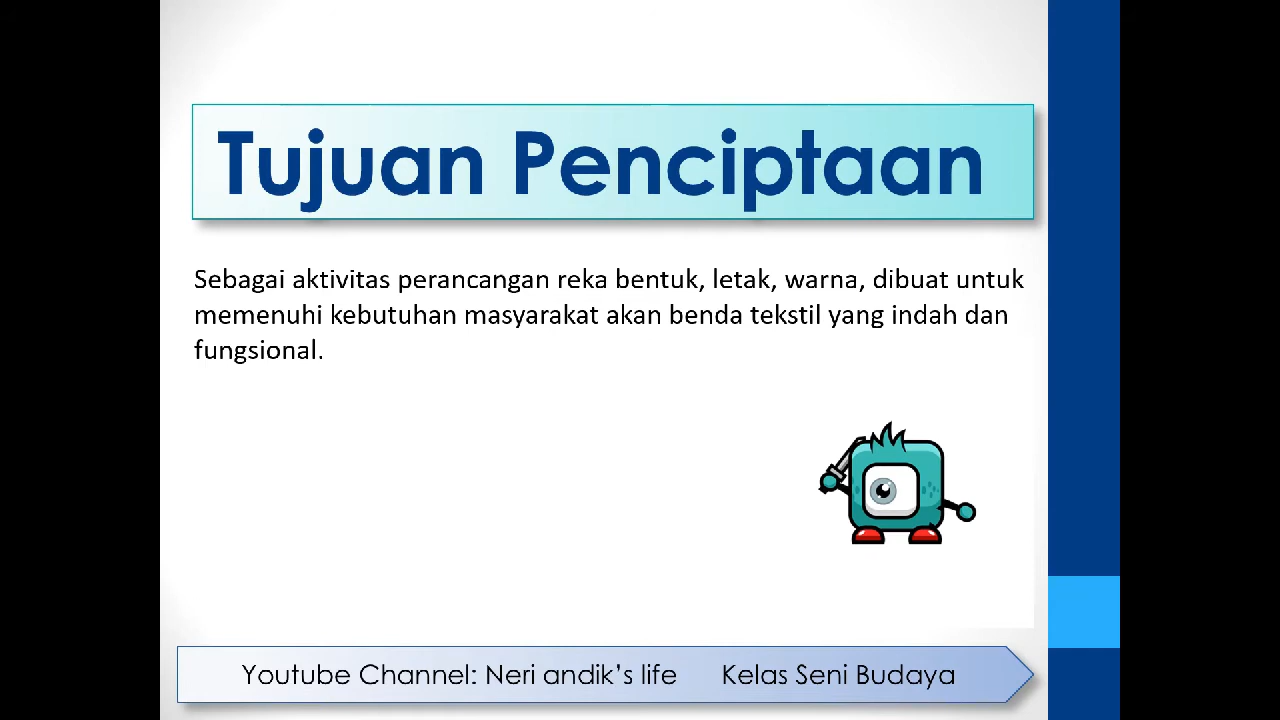 Tujuan Penciptaan
Sebagai aktivitas perancangan reka bentuk, letak, warna, dibuat untuk
memenuhi kebutuhan masyarakat akan benda tekstil yang indah dan
fungsional.
Youtube Channel: Neri andik's life Kelas Seni Budaya